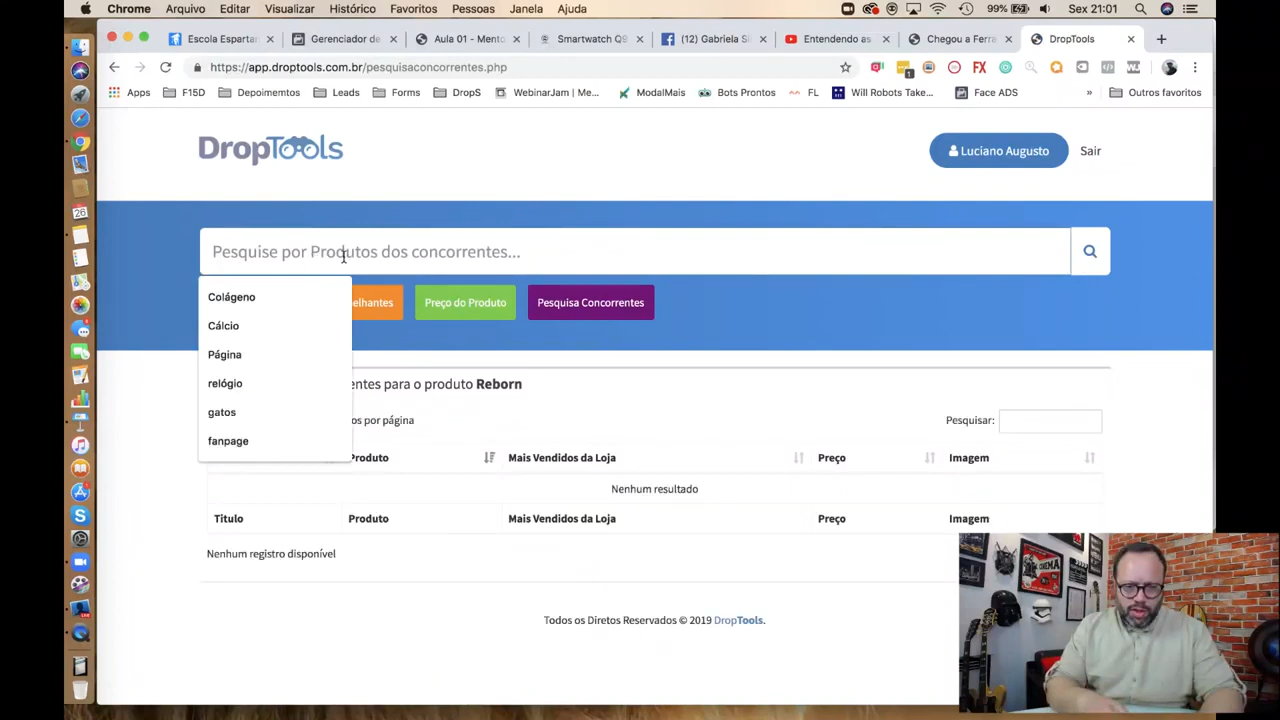 Chrome Arquivo Editar Visualizar Histórico Favoritos Pessoas Janela Ajuda 99% Sex 21:01
Escola Esparta Gerenciador de Aula 01 - Mento Smartwatch Q9 (12) Gabriela Si Entendendo as Chegou a Ferra DropTools
https://app.droptools.com.br/pesquisaconcorrentes.php
Apps F15D Depoimentos Leads Forms DropS WebinarJam | Me... ModalMais Bots Prontos FL Will Robots Take... Face ADS » Outros favoritos
DropTools
Luciano Augusto Sair
Pesquise por Produtos dos concorrentes...
elhantes Preço do Produto Pesquisa Concorrentes
Colágeno
Cálcio
Página
relógio
gatos
fanpage
entes para o produto Reborn
os por página Pesquisar:
Produto Mais Vendidos da Loja Preço Imagem
Nenhum resultado
Titulo Produto Mais Vendidos da Loja Preço Imagem
Nenhum registro disponível
Todos os Diretos Reservados © 2019 DropTools.